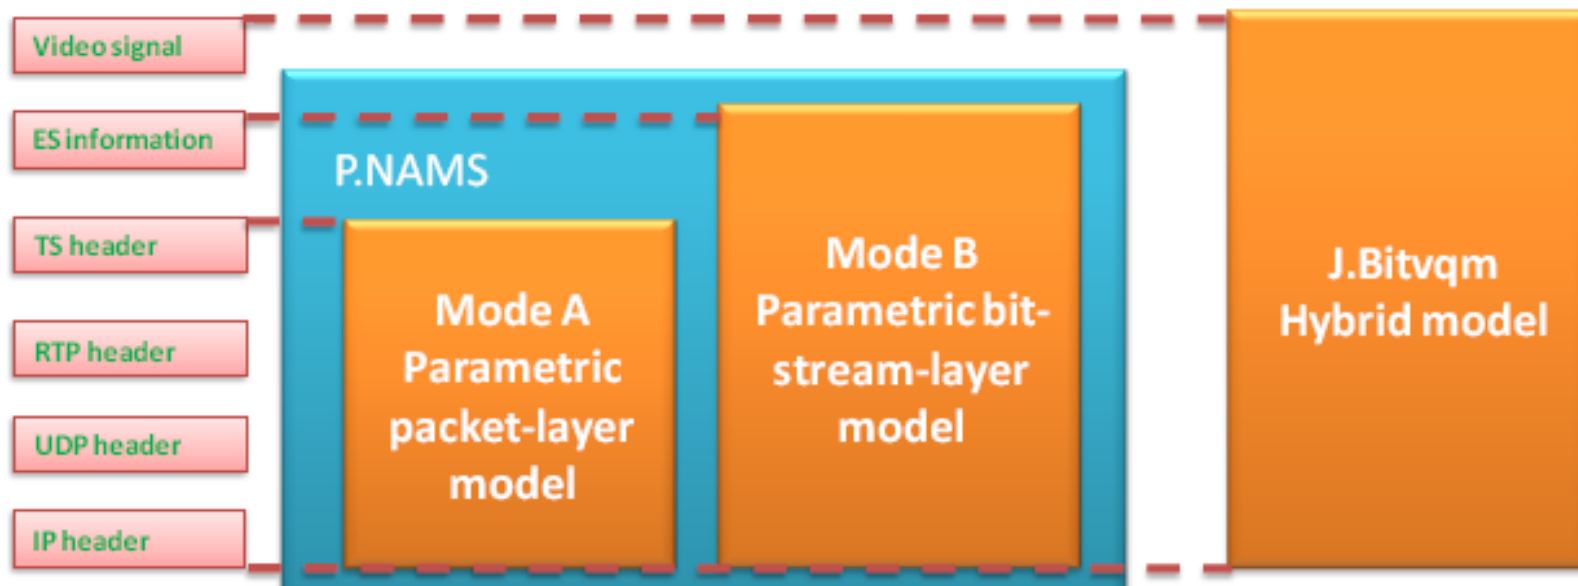 Video signal
ES information
TS header
RTP header
UDP header
IP header
P.NAMS
Mode A
Parametric
packet-layer
model
Mode B
Parametric bit-
stream-layer
model
J.Bitvqm
Hybrid model